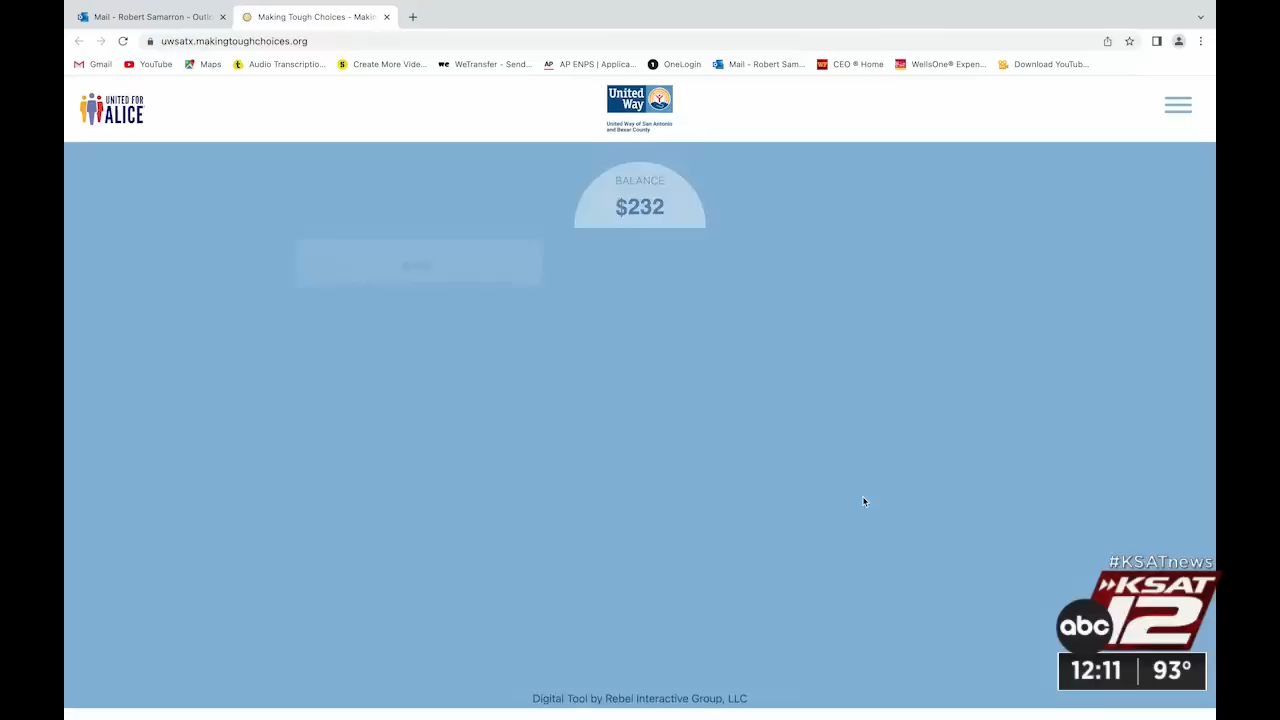 Mail - Robert Samarron - Outl
Making Tough Choices - Makin
uwsatx.makingtoughchoices.org
Gmail
YouTube
Maps
Audio Transcriptio...
Create More Vide...
WeTransfer - Send...
AP ENPS | Applica...
OneLogin
Mail - Robert Sam...
CEO ® Home
WellsOne® Expen...
Download YouTub...
UNITED FOR
ALICE
United
Way
United Way of San Antonio
and Bexar County
BALANCE
$232
#KSATnews
KSAT
abc 12
12:11 93°
Digital Tool by Rebel Interactive Group, LLC